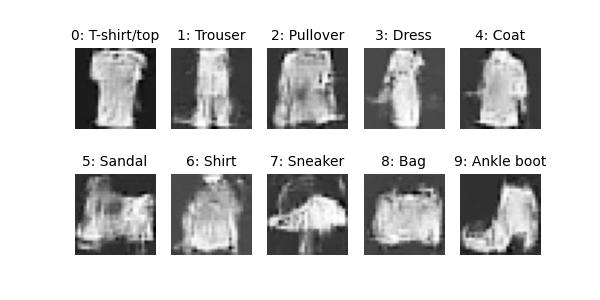 0: T-shirt/top 1: Trouser 2: Pullover 3: Dress 4: Coat
5: Sandal 6: Shirt 7: Sneaker 8: Bag 9: Ankle boot